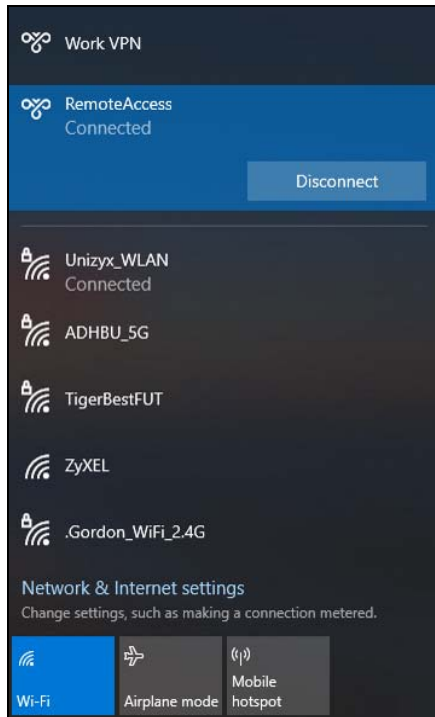 Work VPN
RemoteAccess
Connected
Disconnect
Unizyx_WLAN
Connected
ADHBU_5G
TigerBestFUT
ZyXEL
.Gordon_WiFi_2.4G
Network & Internet settings
Change settings, such as making a connection metered.
Wi-Fi
Airplane mode
Mobile
hotspot